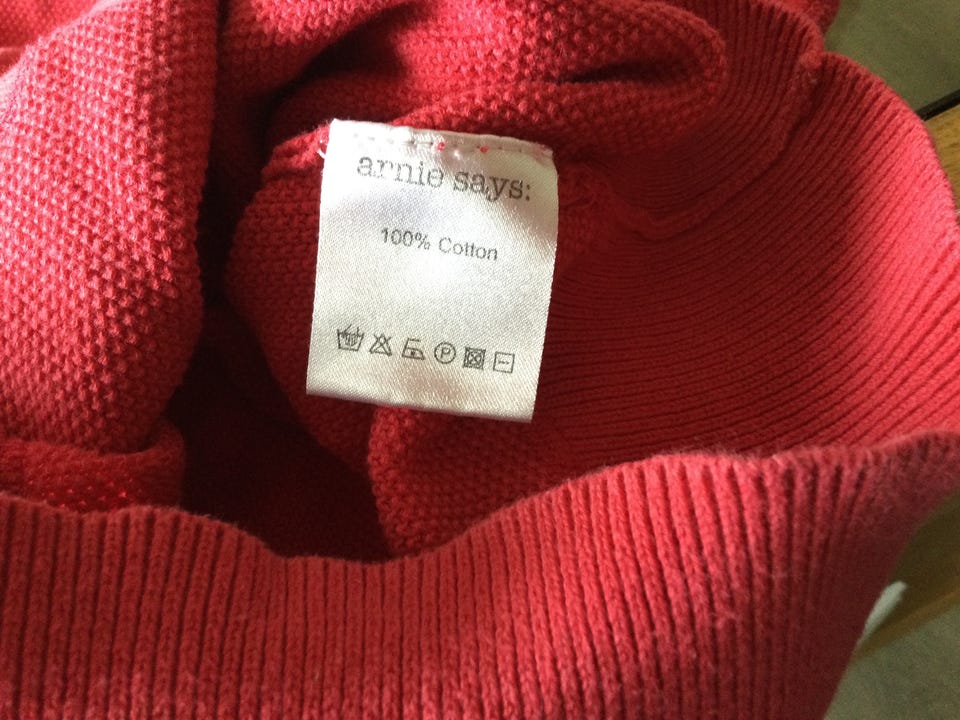 arnie says:
100% Cotton
P